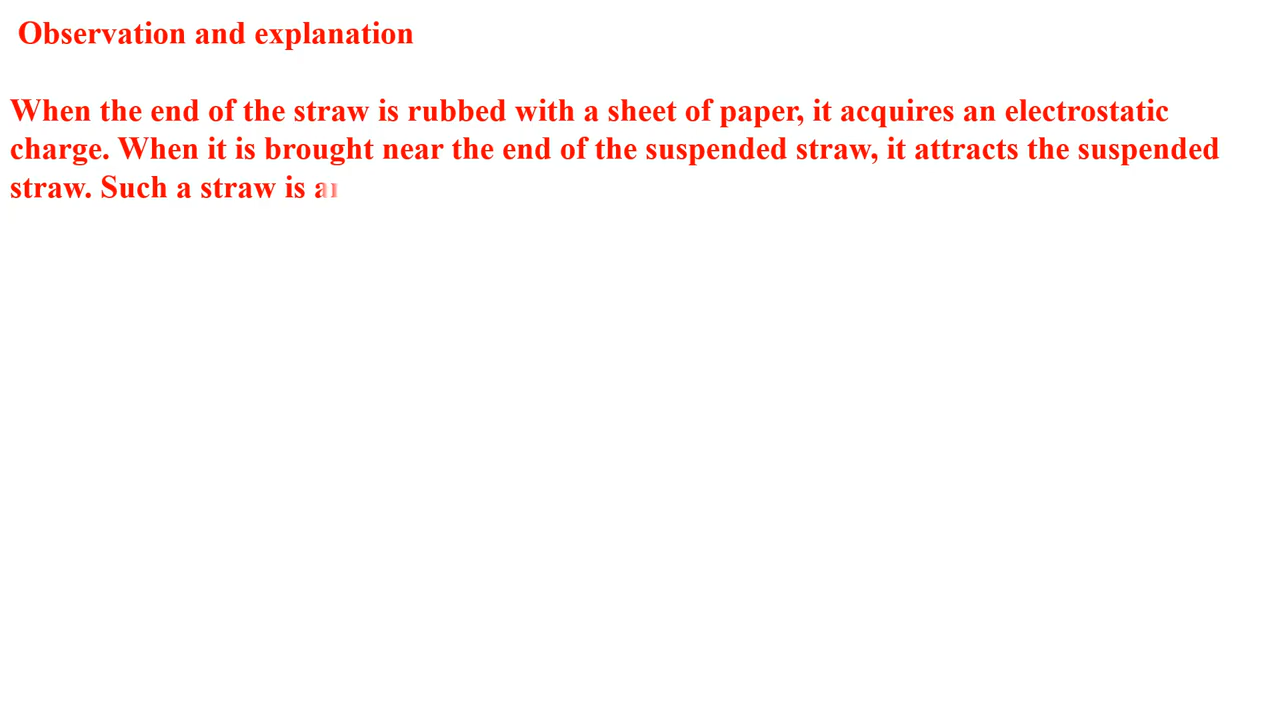 Observation and explanation
When the end of the straw is rubbed with a sheet of paper, it acquires an electrostatic
charge. When it is brought near the end of the suspended straw, it attracts the suspended
straw. Such a straw is